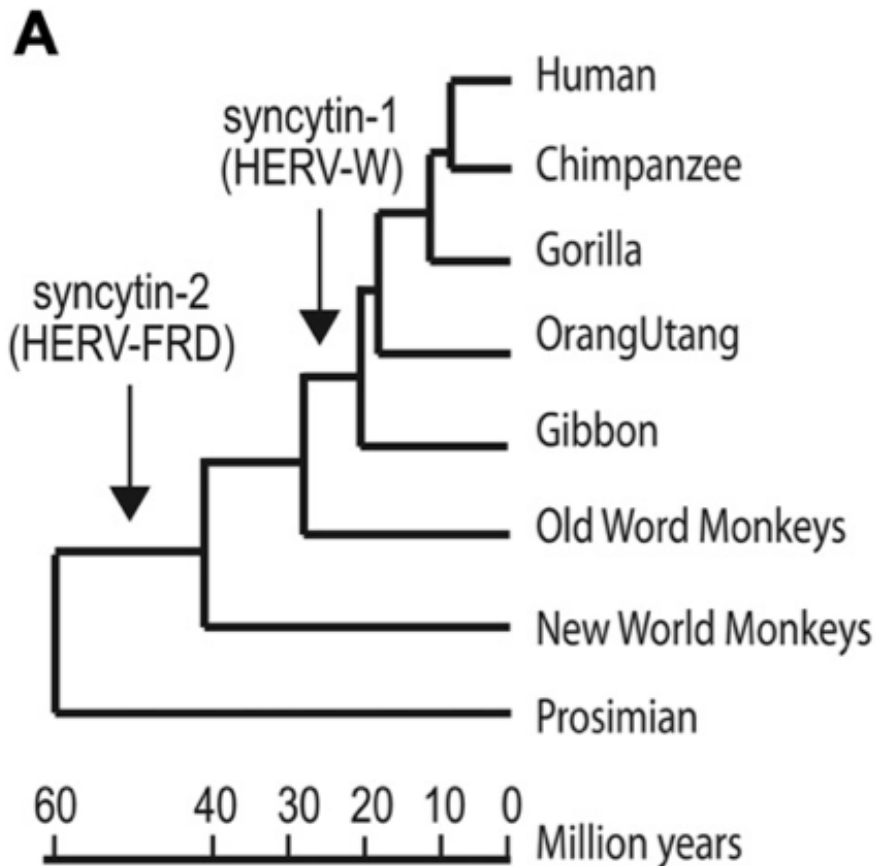 A
Human
syncytin-1
(HERV-W)
Chimpanzee
Gorilla
syncytin-2
(HERV-FRD)
OrangUtang
Gibbon
Old Word Monkeys
New World Monkeys
Prosimian
60 40 30 20 10 0
Million years